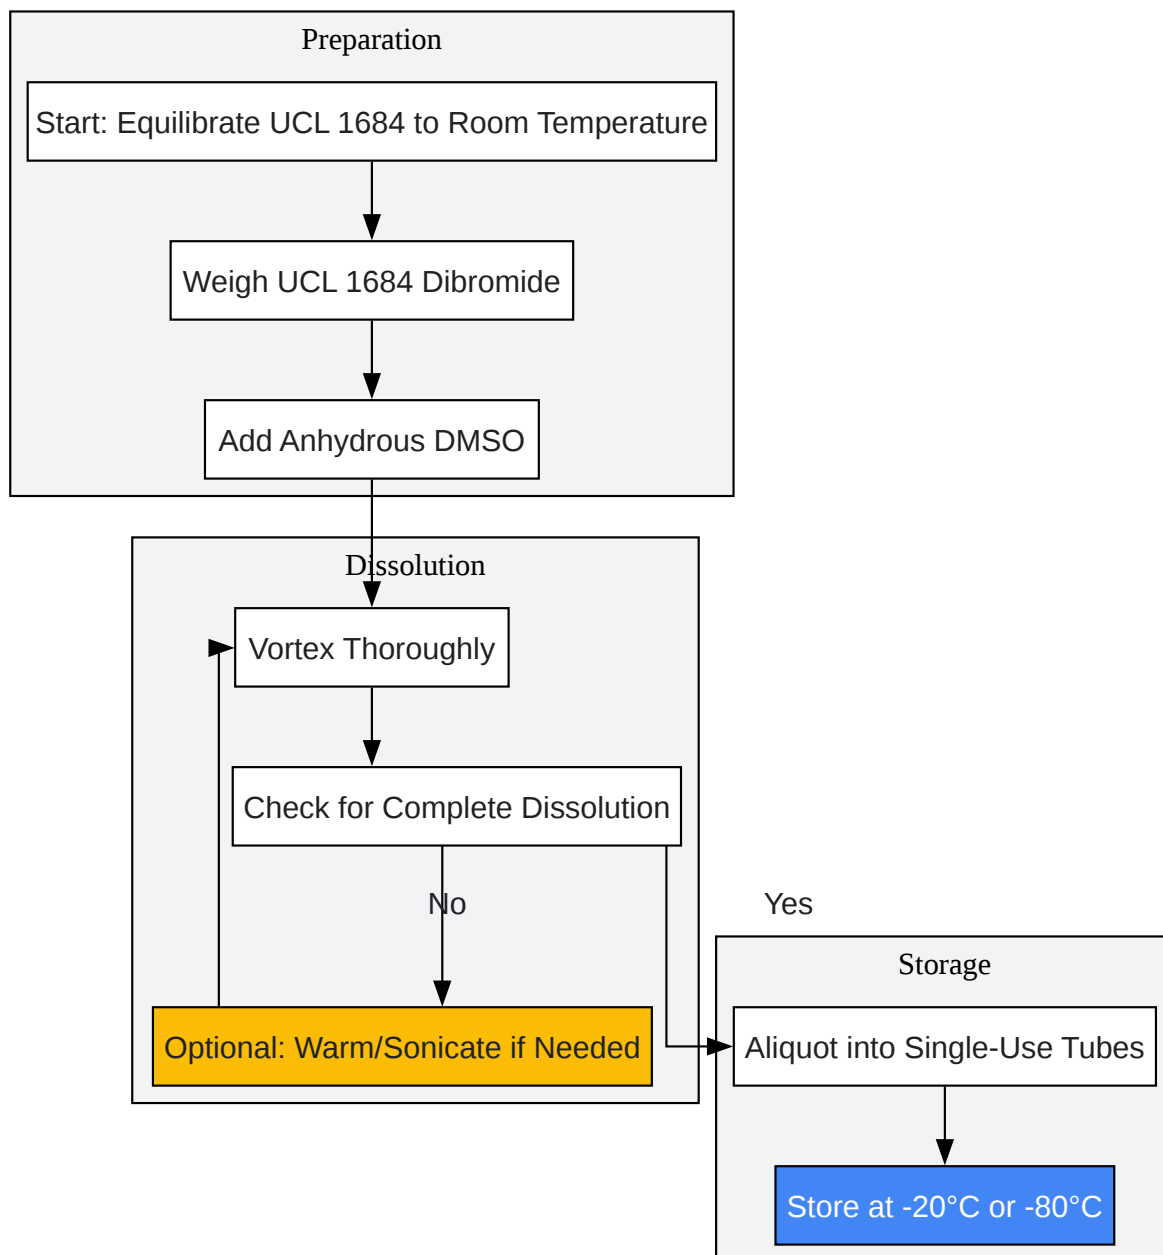 Preparation
Start: Equilibrate UCL 1684 to Room Temperature
Weigh UCL 1684 Dibromide
Add Anhydrous DMSO
Dissolution
Vortex Thoroughly
Check for Complete Dissolution
No
Yes
Optional: Warm/Sonicate if Needed
Storage
Aliquot into Single-Use Tubes
Store at -20°C or -80°C